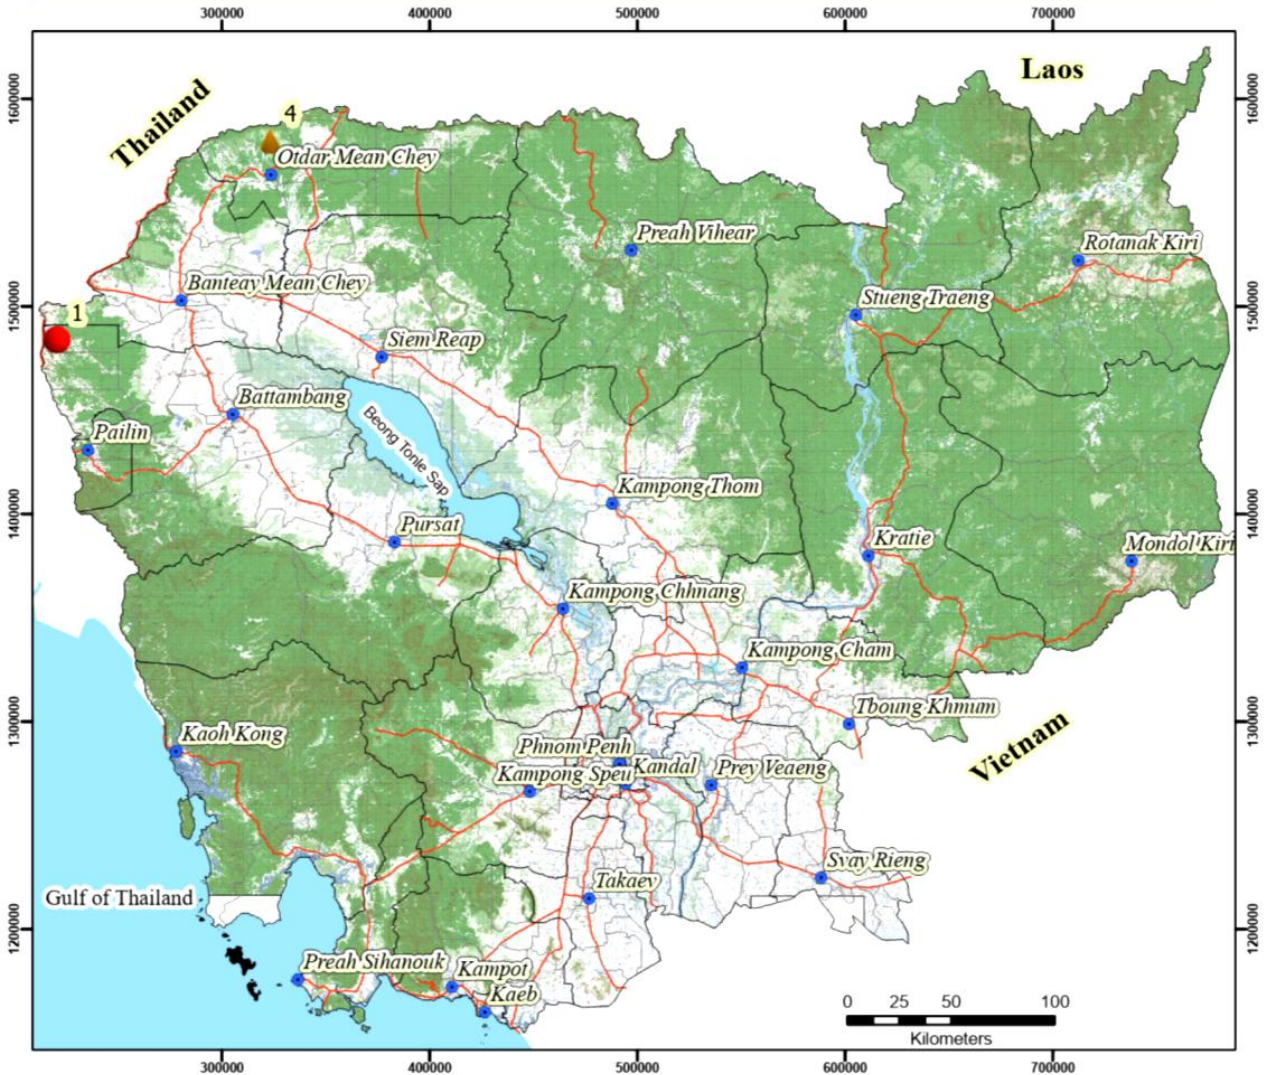 300000 400000 500000 600000 700000
Laos
1600000
1600000
Thailand
4
Otdar Mean Chey
Preah Vihear
Rotanak Kiri
Banteay Mean Chey
Stueng Traeng
1500000
1500000
1
Siem Reap
Battambang
Beong Tonle Sap
Pailin
Kampong Thom
1400000
1400000
Pursat
Kratie
Mondol Kiri
Kampong Chhnang
Kampong Cham
Tboung Khmum
1300000
1300000
Kaoh Kong
Vietnam
Phnom Penh
Kandal
Prey Veaeng
Kampong Speu
Svay Rieng
Takaev
Gulf of Thailand
1200000
1200000
Preah Sihanouk
Kampot
Kaeb
0 25 50 100
Kilometers
300000 400000 500000 600000 700000